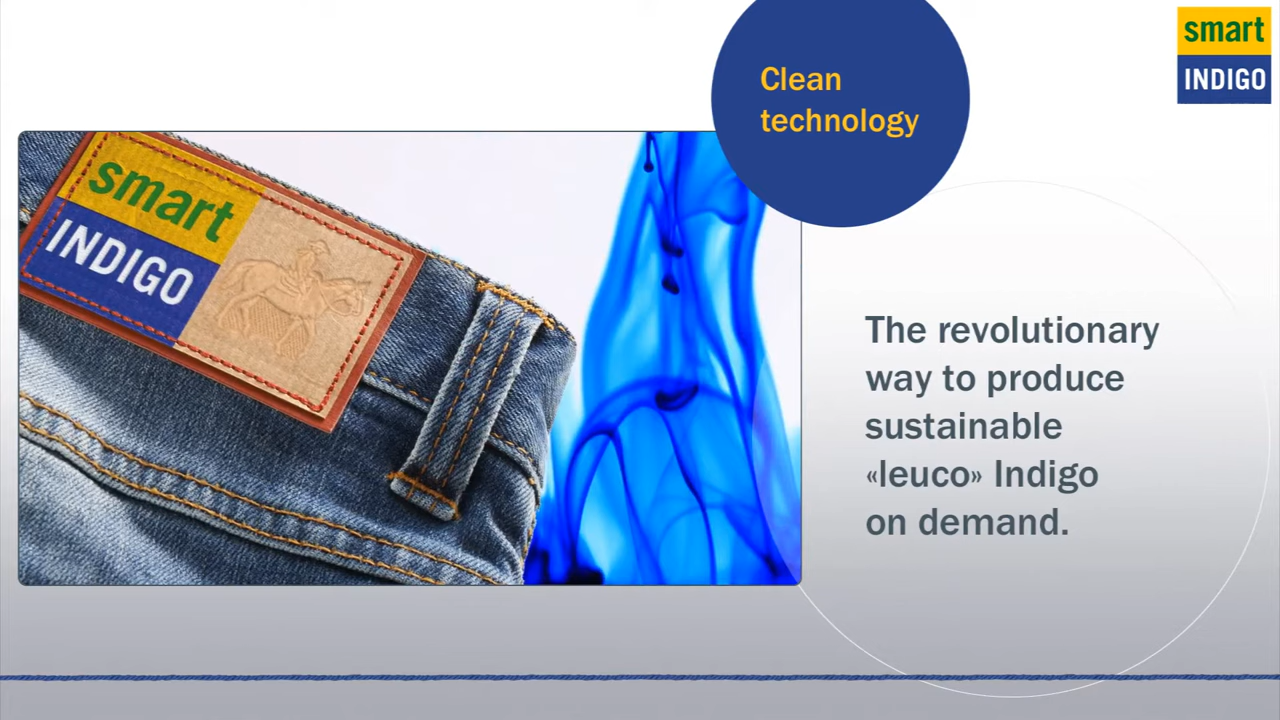 Clean
technology
smart
INDIGO
smart
INDIGO
The revolutionary
way to produce
sustainable
«leuco» Indigo
on demand.